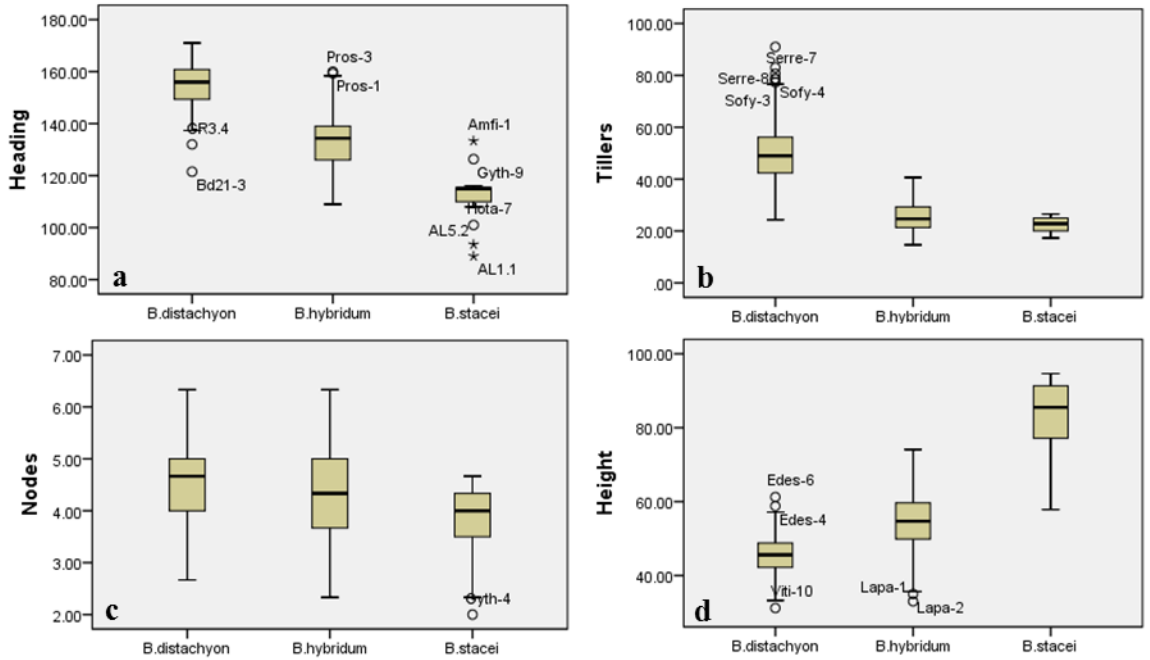 180.00
160.00
140.00
120.00
100.00
80.00
Heading
Pros-3
Pros-1
GR3.4
Bd21-3
Amfi-1
Gyth-9
AL5.2
AL1.1
a
B.distachyon
B.hybridum
B.stacei
100.00
80.00
60.00
40.00
20.00
.00
Tillers
Serre-7
Serre-8
Sofy-4
Sofy-3
b
B.distachyon
B.hybridum
B.stacei
7.00
6.00
5.00
4.00
3.00
2.00
Nodes
Gyth-4
c
B.distachyon
B.hybridum
B.stacei
100.00
80.00
60.00
40.00
Height
Edes-6
Edes-4
Viti-10
Lapa-1
Lapa-2
d
B.distachyon
B.hybridum
B.stacei